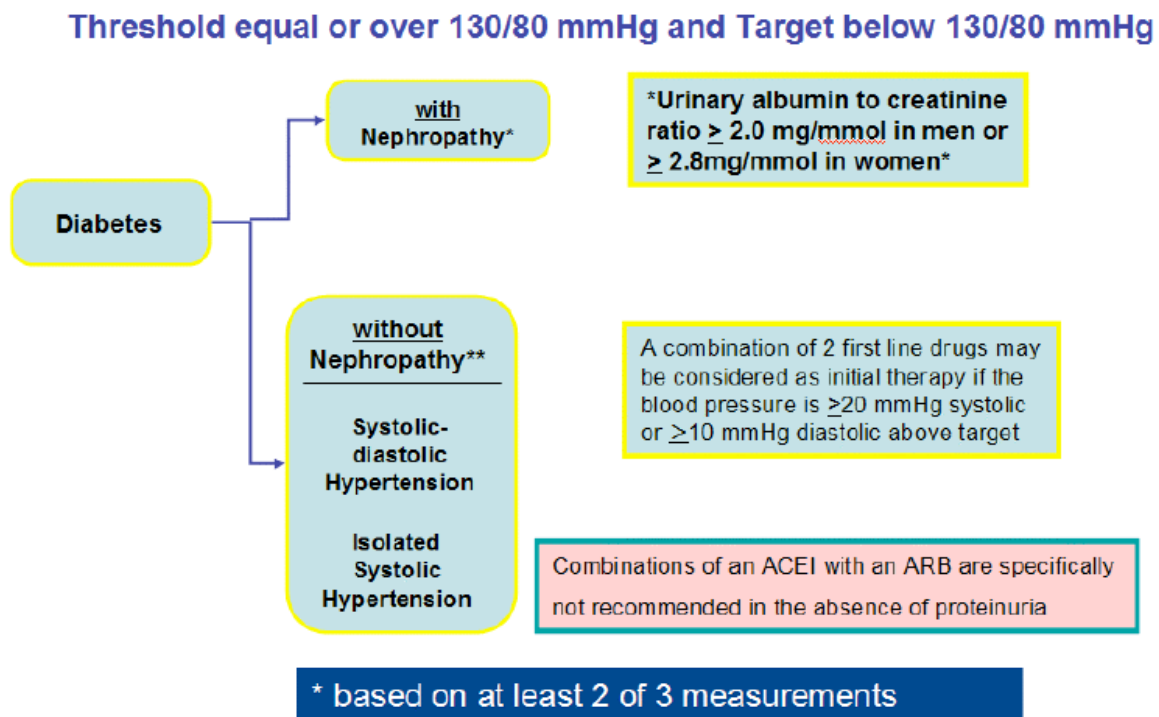 Threshold equal or over 130/80 mmHg and Target below 130/80 mmHg
with
Nephropathy*
*Urinary albumin to creatinine
ratio ≥ 2.0 mg/mmol in men or
≥ 2.8mg/mmol in women*
Diabetes
without
Nephropathy**
Systolic-
diastolic
Hypertension
Isolated
Systolic
Hypertension
A combination of 2 first line drugs may
be considered as initial therapy if the
blood pressure is ≥20 mmHg systolic
or ≥10 mmHg diastolic above target
Combinations of an ACEI with an ARB are specifically
not recommended in the absence of proteinuria
* based on at least 2 of 3 measurements